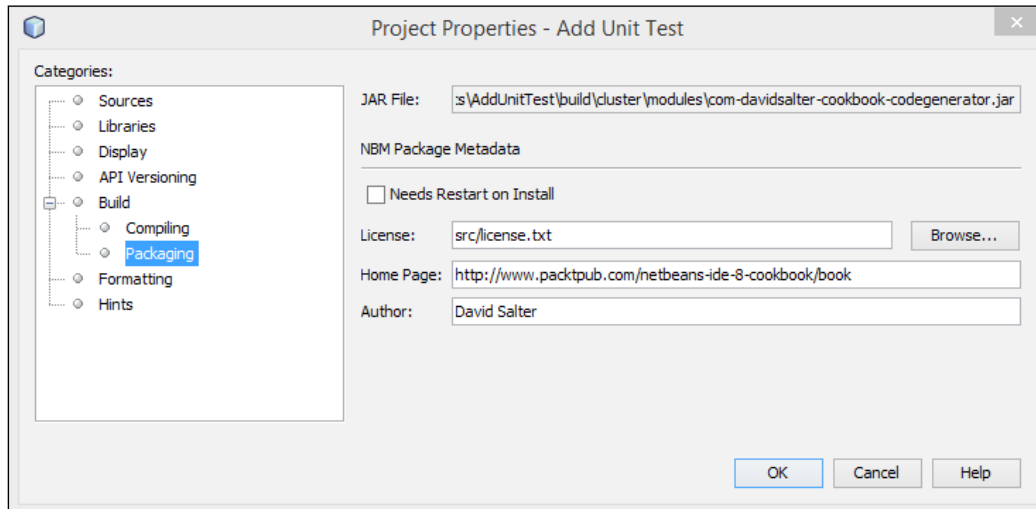 Project Properties - Add Unit Test
Categories:
Sources
Libraries
Display
API Versioning
Build
Compiling
Packaging
Formatting
Hints
JAR File: :s\AddUnitTest\build\cluster\modules\com-davidsalter-cookbook-codegenerator.jar
NBM Package Metadata
Needs Restart on Install
License: src/license.txt Browse...
Home Page: http://www.packtpub.com/netbeans-ide-8-cookbook/book
Author: David Salter
OK Cancel Help